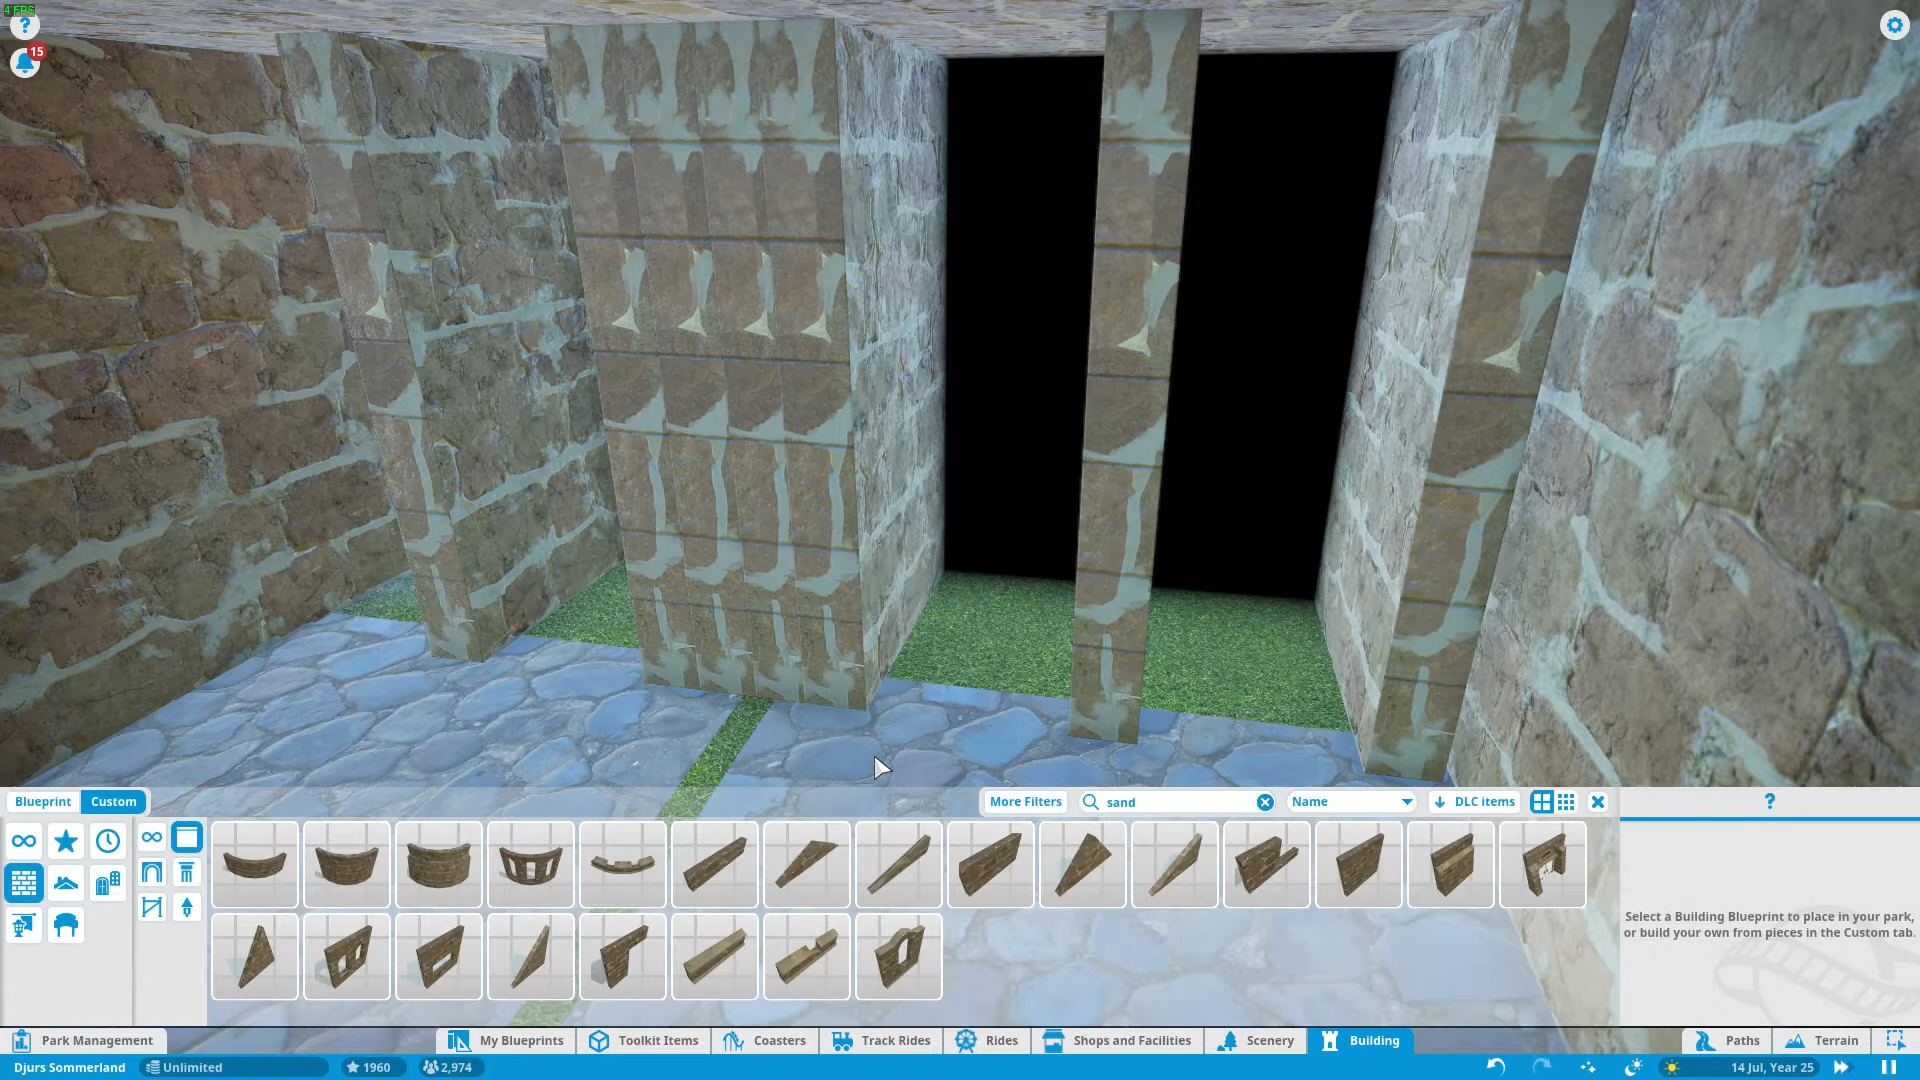 4 FPS
?
15
Blueprint
Custom
More Filters
sand
Name
DLC items
?
Select a Building Blueprint to place in your park,
or build your own from pieces in the Custom tab.
Park Management
My Blueprints
Toolkit Items
Coasters
Track Rides
Rides
Shops and Facilities
Scenery
Building
Paths
Terrain
Djurs Sommerland
Unlimited
1960
2,974
14 Jul, Year 25